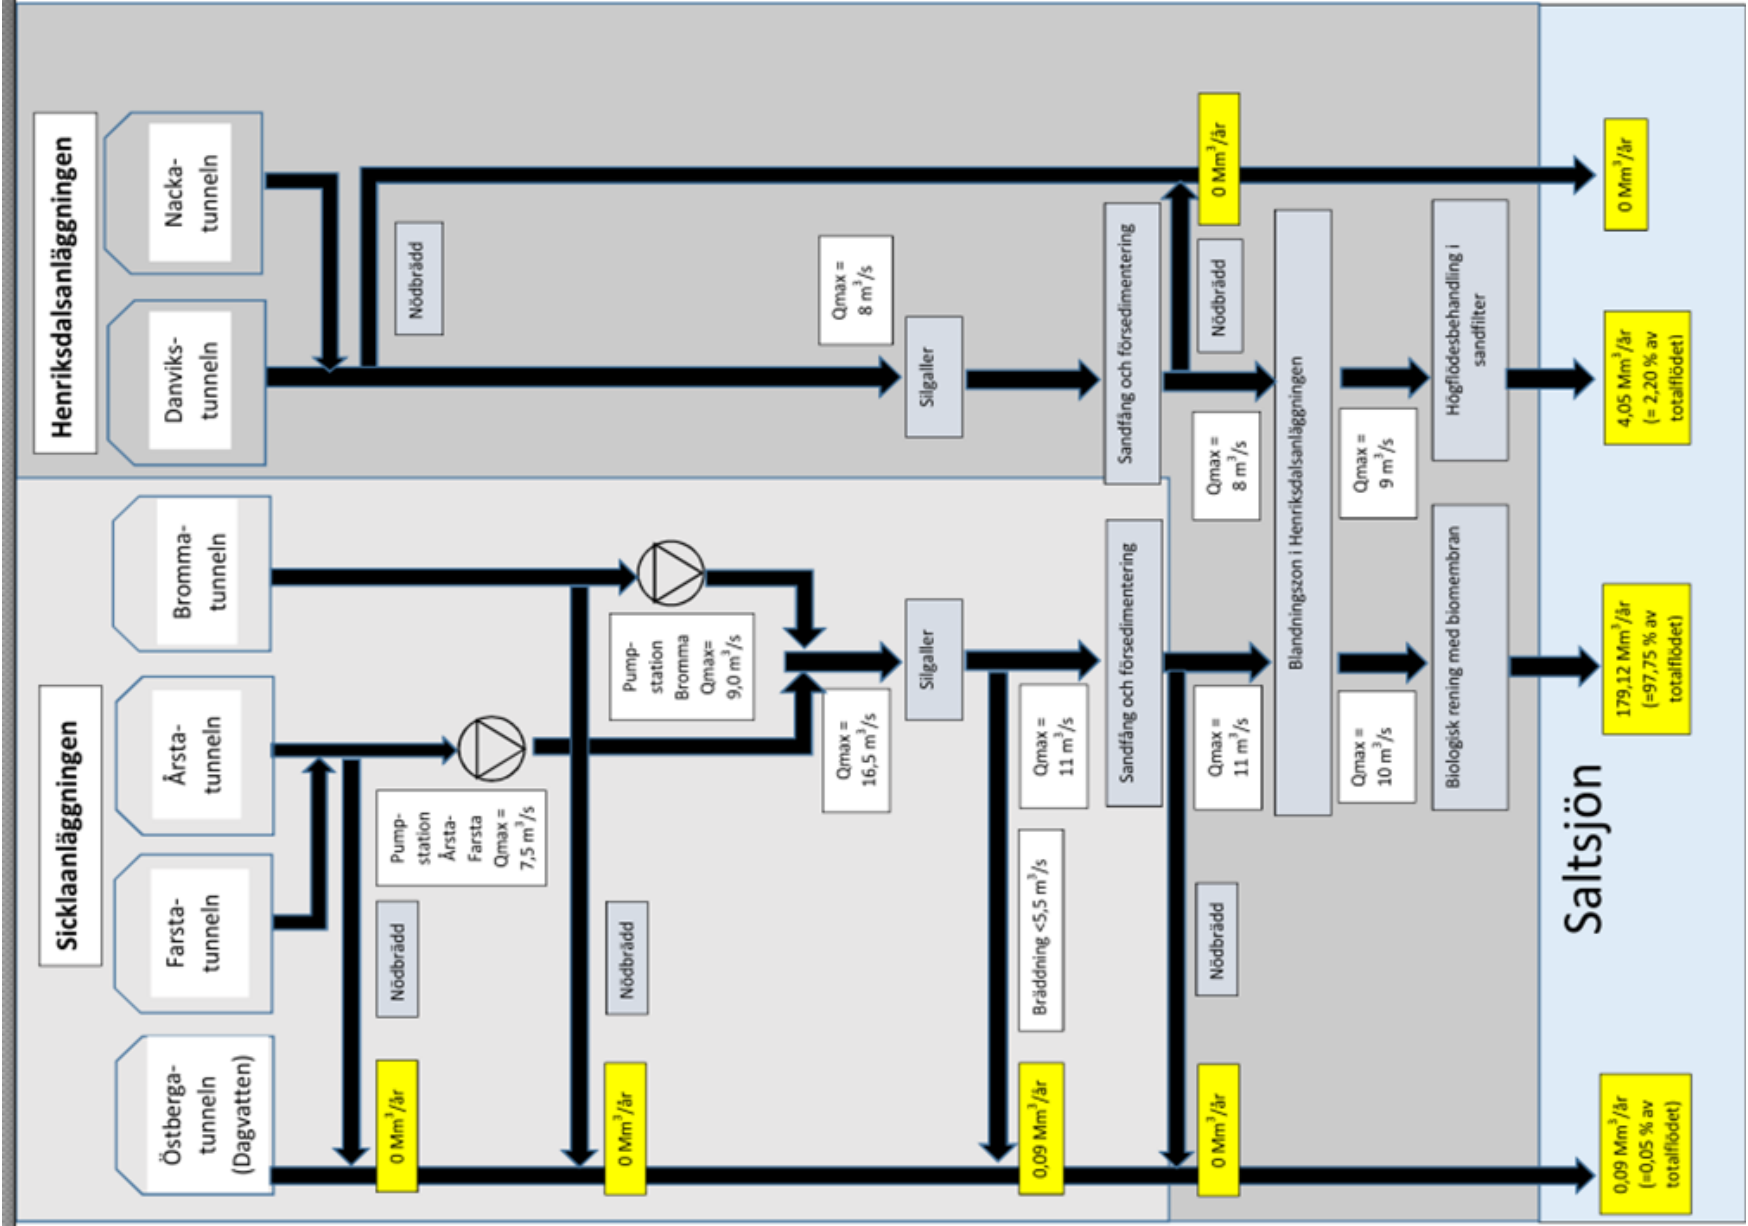 Sicklaanläggningen
Henriksdalsanläggningen
Östberga-
tunneln
(Dagvatten)
Farsta-
tunneln
Årsta-
tunneln
Bromma-
tunneln
Danviks-
tunneln
Nacka-
tunneln
0 Mm³/år
Nödbrädd
Pump-
station
Årsta-
Farsta
Qmax =
7,5 m³/s
Nödbrädd
0 Mm³/år
Nödbrädd
Pump-
station
Bromma
Qmax=
9,0 m³/s
Qmax =
16,5 m³/s
Qmax =
8 m³/s
Silgaller
Silgaller
0,09 Mm³/år
Bräddning <5,5 m³/s
Qmax =
11 m³/s
Sandfång och försedimentering
Sandfång och försedimentering
0 Mm³/år
Nödbrädd
Qmax =
11 m³/s
Qmax =
8 m³/s
Nödbrädd
0 Mm³/år
Blandningszon i Henriksdalsanläggningen
Qmax =
10 m³/s
Qmax =
9 m³/s
Biologisk rening med biomembran
Högflödesbehandling i
sandfilter
Saltsjön
0,09 Mm³/år
(=0,05 % av
totalflödet)
179,12 Mm³/år
(=97,75 % av
totalflödet)
4,05 Mm³/år
(= 2,20 % av
totalflödet)
0 Mm³/år